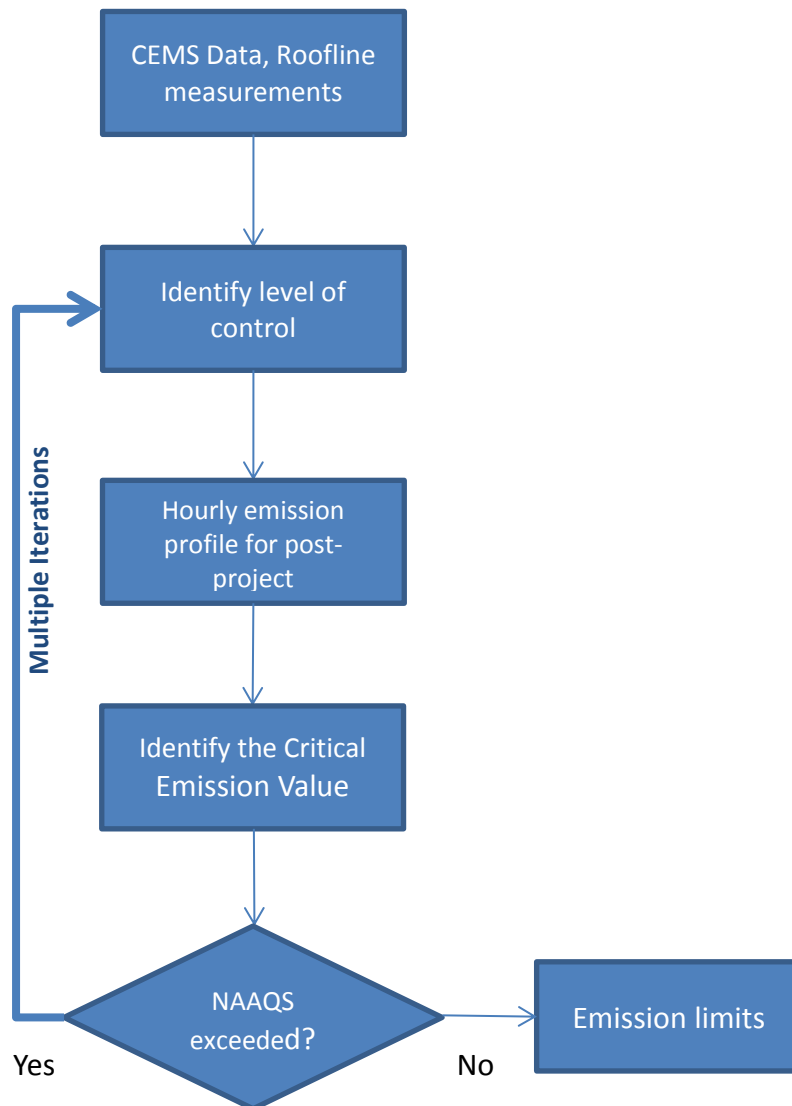 CEMS Data, Roofline
measurements
Identify level of
control
Multiple Iterations
Hourly emission
profile for post-
project
Identify the Critical
Emission Value
NAAQS
exceeded?
Yes
No
Emission limits